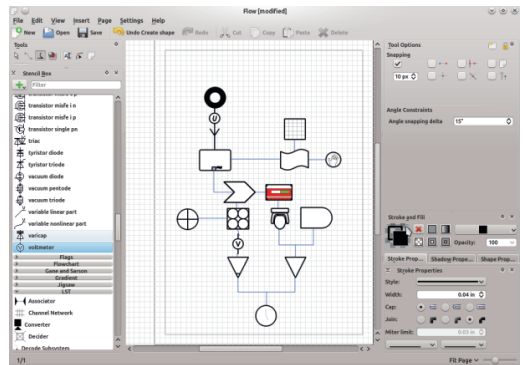 Flow [modified]
File Edit View Insert Page Settings Help
New Open Save Undo Create shape Redo Cut Copy Paste Delete
Tools
Stencil Box
Filter
transistor misfe i n
transistor misfe i p
transistor single pn
triac
tyristor diode
tyristor triode
vacuum diode
vacuum pentode
vacuum triode
variable linear part
variable nonlinear part
varicap
voltmeter
Flags
Flowchart
Gane and Sarson
Gradient
Jigsaw
LST
Associator
Channel Network
Converter
Decider
Decode Subsystem
U
V
Tool Options
Snapping
10 px
Angle Constraints
Angle snapping delta 15°
Stroke and Fill
Opacity: 100
Stroke Prop... Shadow Prope... Shape Prop...
Stroke Properties
Style:
Width: 0.04 in
Cap:
Join:
Miter limit: 0.03 in
1/1
Fit Page